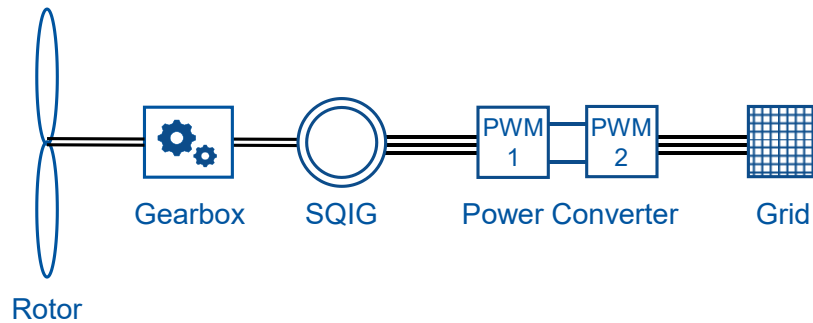 PWM
1
PWM
2
Gearbox
SQIG
Power Converter
Grid
Rotor